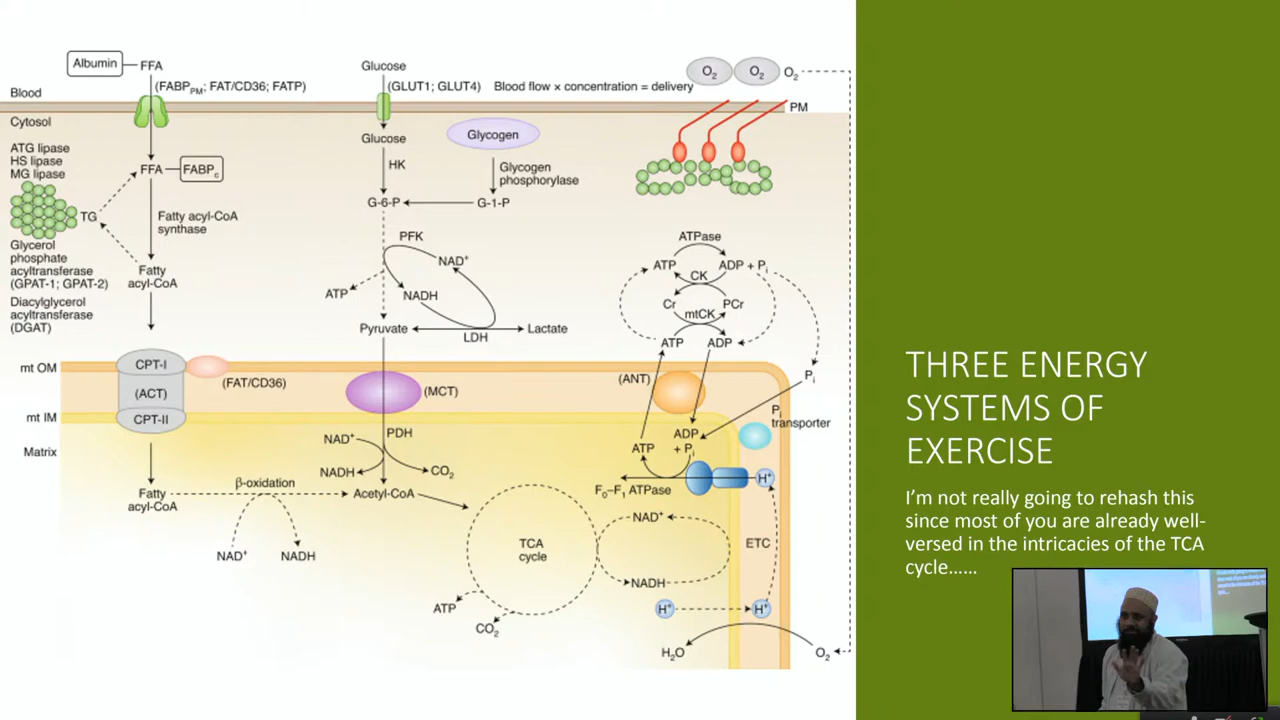 Albumin
FFA
(FABPPM; FAT/CD36; FATP)
Glucose
(GLUT1; GLUT4)
Blood flow × concentration = delivery
O2
O2
O2
Blood
PM
Cytosol
ATG lipase
HS lipase
MG lipase
FFA
FABPc
TG
Fatty acyl-CoA
synthase
Glycerol
phosphate
acyltransferase
(GPAT-1; GPAT-2)
Diacylglycerol
acyltransferase
(DGAT)
Fatty
acyl-CoA
Glucose
HK
Glycogen
Glycogen
phosphorylase
G-6-P
G-1-P
PFK
NAD+
ATP
NADH
Pyruvate
LDH
Lactate
ATPase
ATP
ADP + Pi
CK
Cr
PCr
mtCK
ATP
ADP
Pi
mt OM
CPT-I
(FAT/CD36)
(ACT)
mt IM
CPT-II
Matrix
(MCT)
(ANT)
Pi
transporter
NAD+
PDH
NADH
CO2
ATP
ADP
+ Pi
F0–F1 ATPase
H+
Fatty
acyl-CoA
β-oxidation
Acetyl-CoA
NAD+
NADH
TCA
cycle
NAD+
NADH
ETC
ATP
CO2
H+
H+
H2O
O2
THREE ENERGY
SYSTEMS OF
EXERCISE
I'm not really going to rehash this
since most of you are already well-
versed in the intricacies of the TCA
cycle……